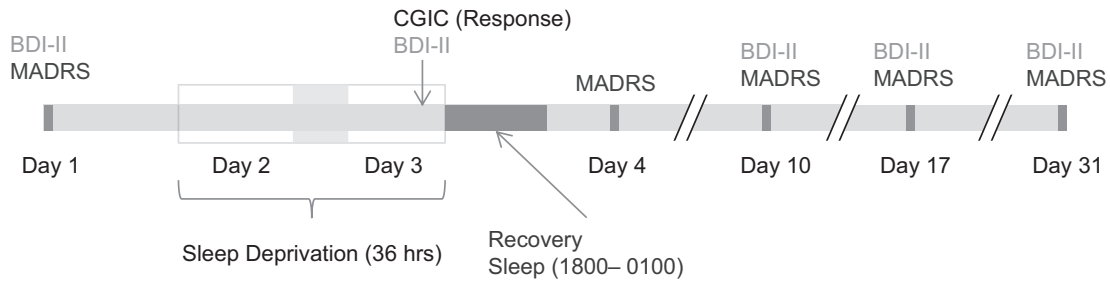 CGIC (Response)
BDI-II
BDI-II
MADRS
MADRS
BDI-II
MADRS
BDI-II
MADRS
BDI-II
MADRS
Day 1
Day 2
Day 3
Day 4
Day 10
Day 17
Day 31
Sleep Deprivation (36 hrs)
Recovery
Sleep (1800– 0100)